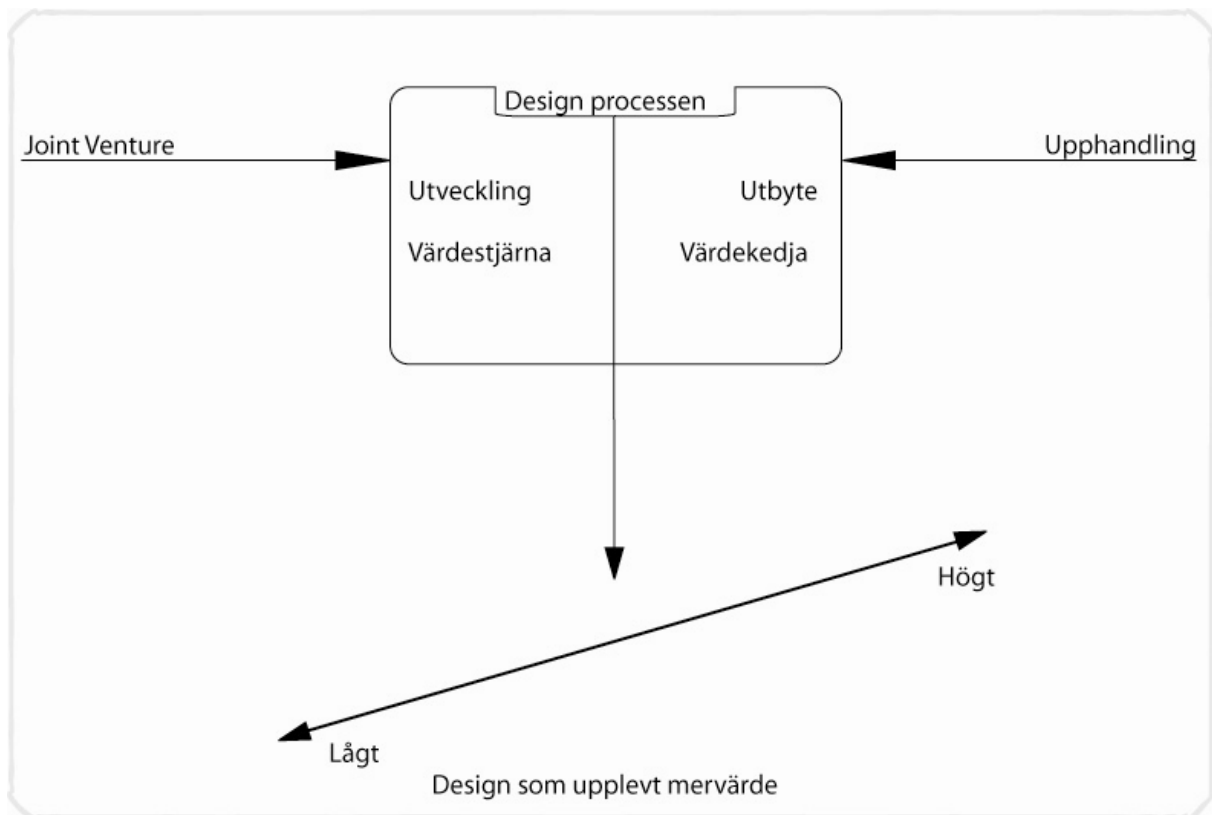 Design processen
Joint Venture
Upphandling
Utveckling
Utbyte
Värdestjärna
Värdekedja
Högt
Lågt
Design som upplevt mervärde